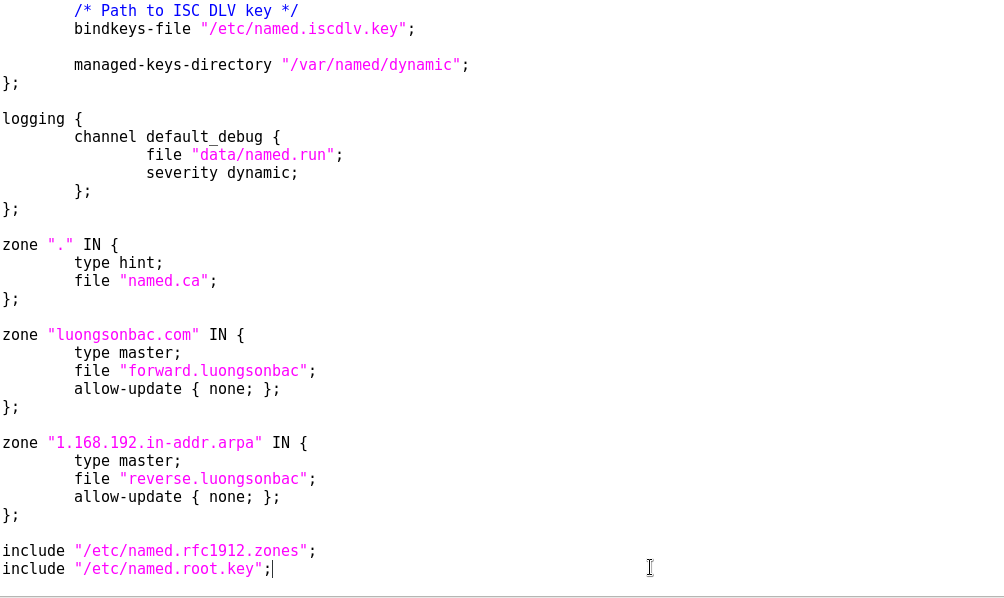 /* Path to ISC DLV key */
bindkeys-file "/etc/named.iscdlv.key";
managed-keys-directory "/var/named/dynamic";
};
logging {
channel default_debug {
file "data/named.run";
severity dynamic;
};
};
zone "." IN {
type hint;
file "named.ca";
};
zone "luongsonbac.com" IN {
type master;
file "forward.luongsonbac";
allow-update { none; };
};
zone "1.168.192.in-addr.arpa" IN {
type master;
file "reverse.luongsonbac";
allow-update { none; };
};
include "/etc/named.rfc1912.zones";
include "/etc/named.root.key";